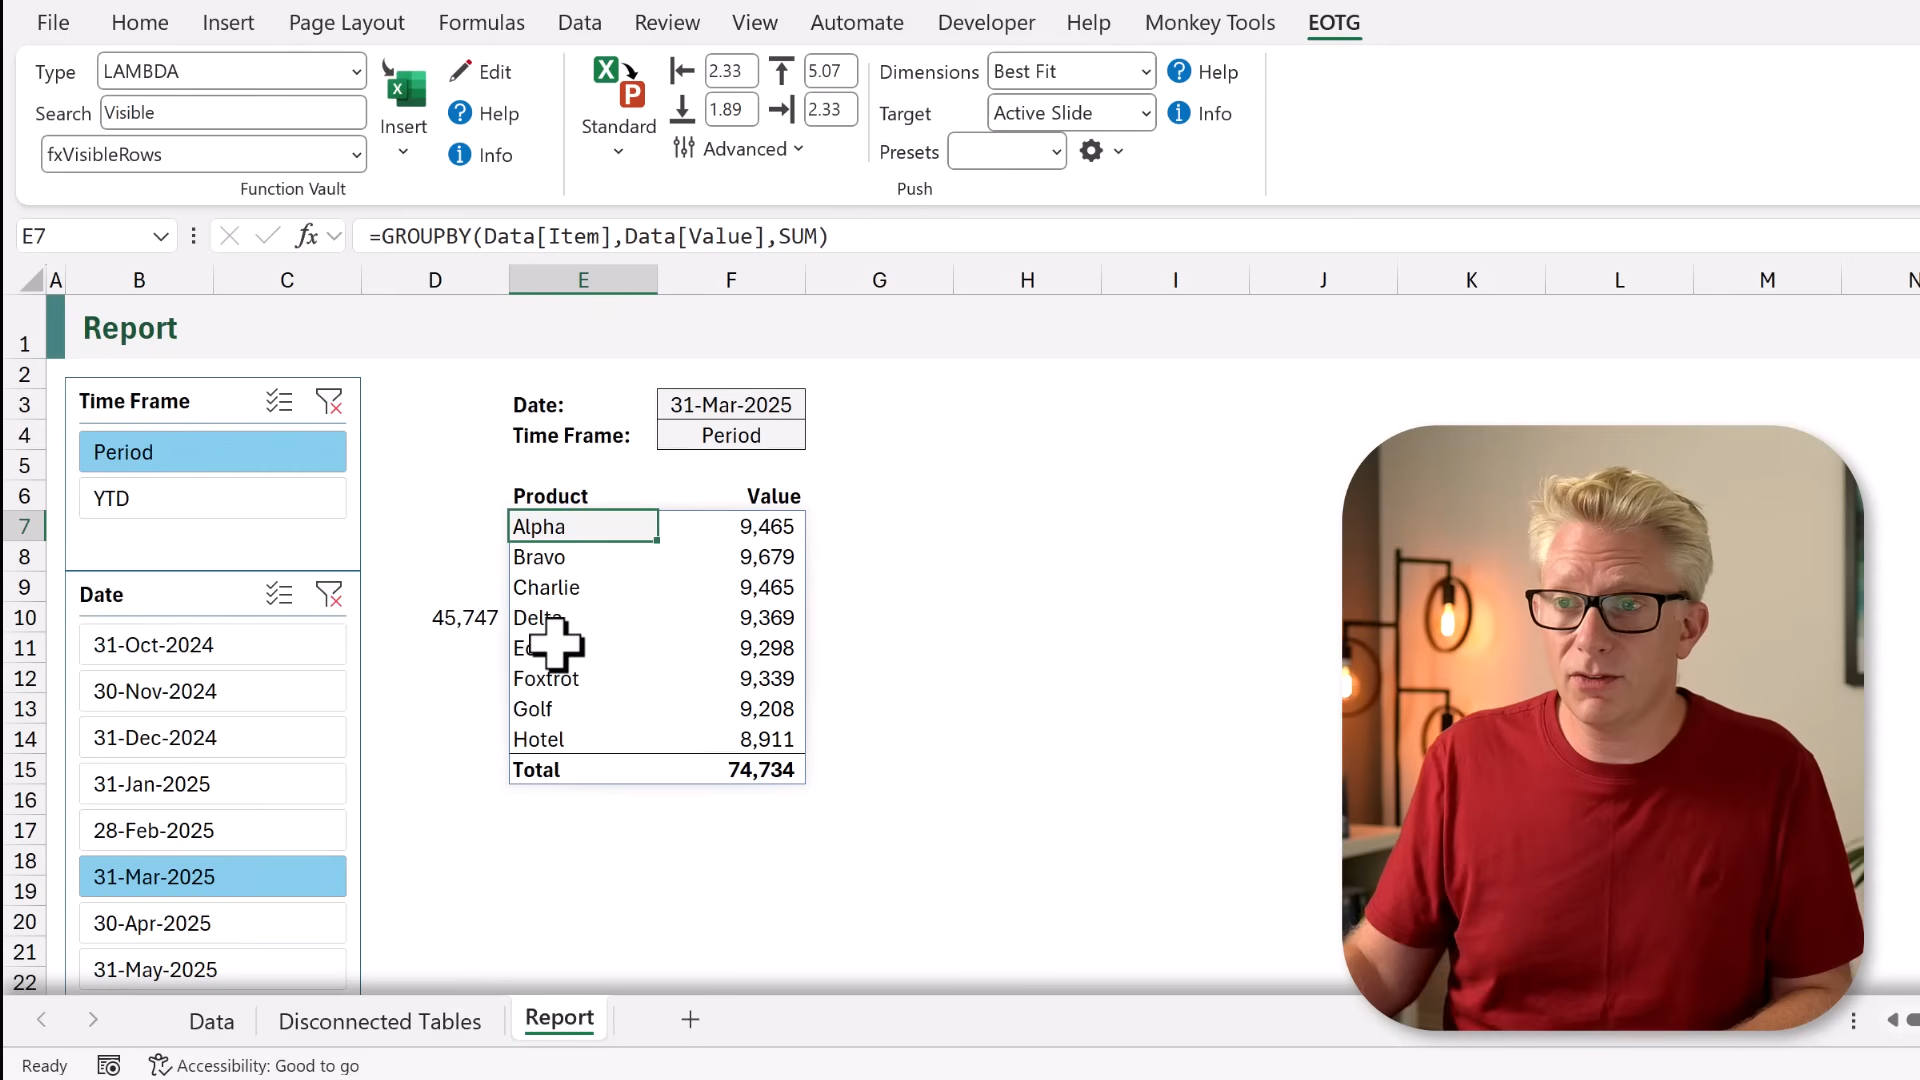 File Home Insert Page Layout Formulas Data Review View Automate Developer Help Monkey Tools EOTG
Type LAMBDA
Search Visible
fxVisibleRows
Insert
Edit
Help
Info
Function Vault
Standard
2.33 5.07
1.89 2.33
Advanced
Dimensions Best Fit
Target Active Slide
Presets
Help
Info
Push
E7 fx =GROUPBY(Data[Item],Data[Value],SUM)
A B C D E F G H I J K L M N
1 Report
2
3 Date: 31-Mar-2025
4 Time Frame: Period
5
6 Product Value
7 Alpha 9,465
8 Bravo 9,679
9 Charlie 9,465
10 45,747 Delta 9,369
11 9,298
12 Foxtrot 9,339
13 Golf 9,208
14 Hotel 8,911
15 Total 74,734
16
17
18
19
20
21
22
Time Frame
Period
YTD
Date
31-Oct-2024
30-Nov-2024
31-Dec-2024
31-Jan-2025
28-Feb-2025
31-Mar-2025
30-Apr-2025
31-May-2025
Data Disconnected Tables Report
Ready Accessibility: Good to go